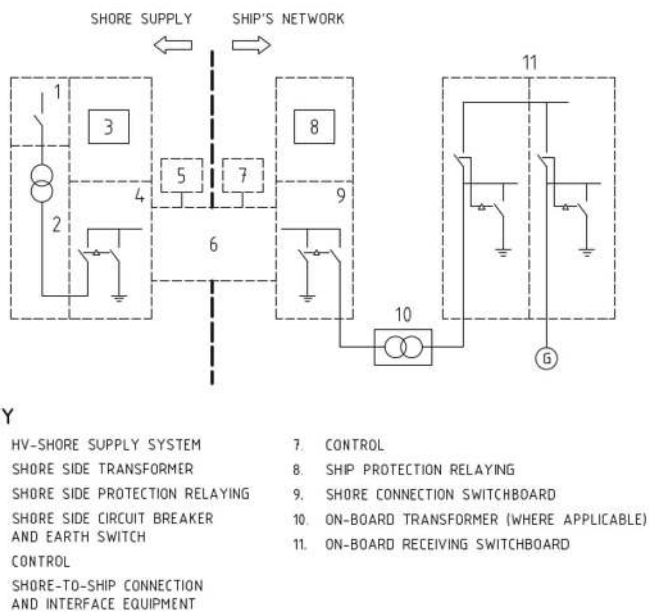 SHORE SUPPLY
SHIP'S NETWORK
11
1
3
8
5
7
4
9
2
6
10
G
Y
HV-SHORE SUPPLY SYSTEM
SHORE SIDE TRANSFORMER
SHORE SIDE PROTECTION RELAYING
SHORE SIDE CIRCUIT BREAKER
AND EARTH SWITCH
CONTROL
SHORE-TO-SHIP CONNECTION
AND INTERFACE EQUIPMENT
7. CONTROL
8. SHIP PROTECTION RELAYING
9. SHORE CONNECTION SWITCHBOARD
10. ON-BOARD TRANSFORMER (WHERE APPLICABLE)
11. ON-BOARD RECEIVING SWITCHBOARD